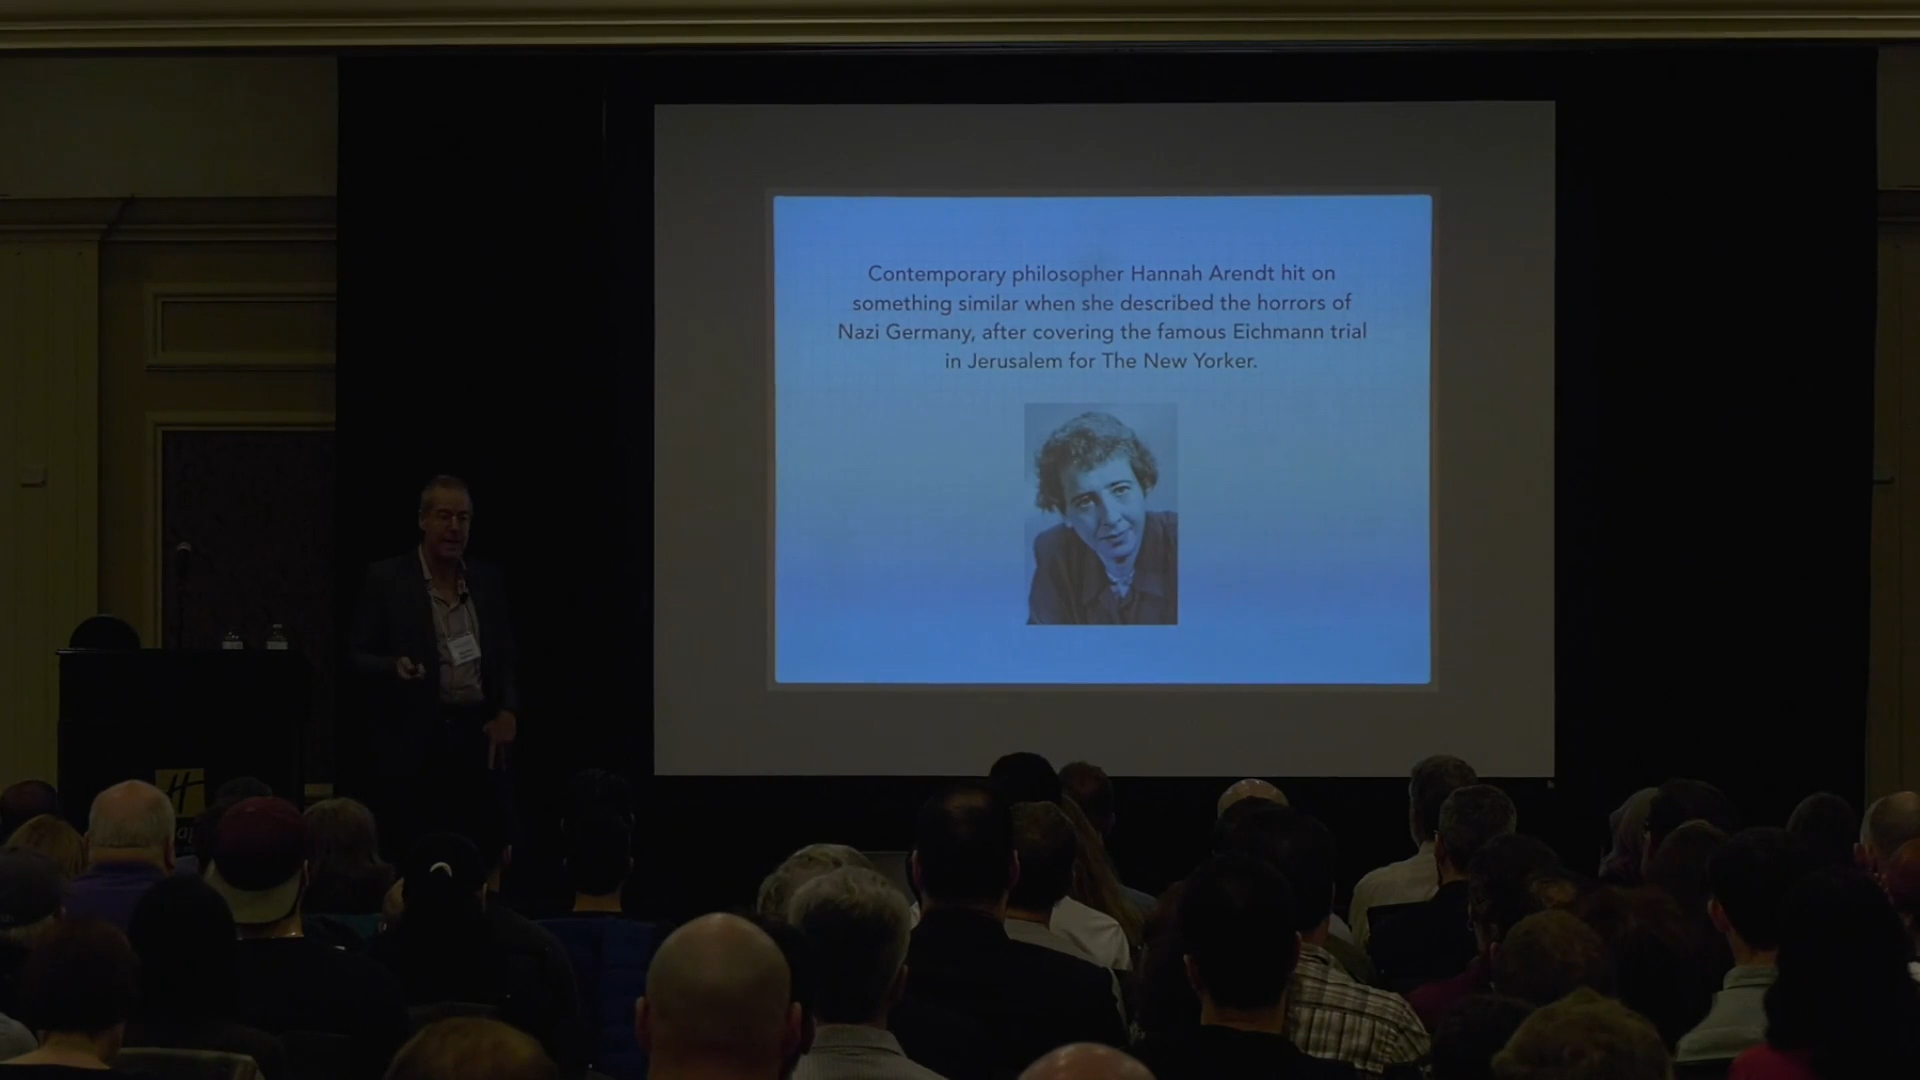 Contemporary philosopher Hannah Arendt hit on
something similar when she described the horrors of
Nazi Germany, after covering the famous Eichmann trial
in Jerusalem for The New Yorker.
H